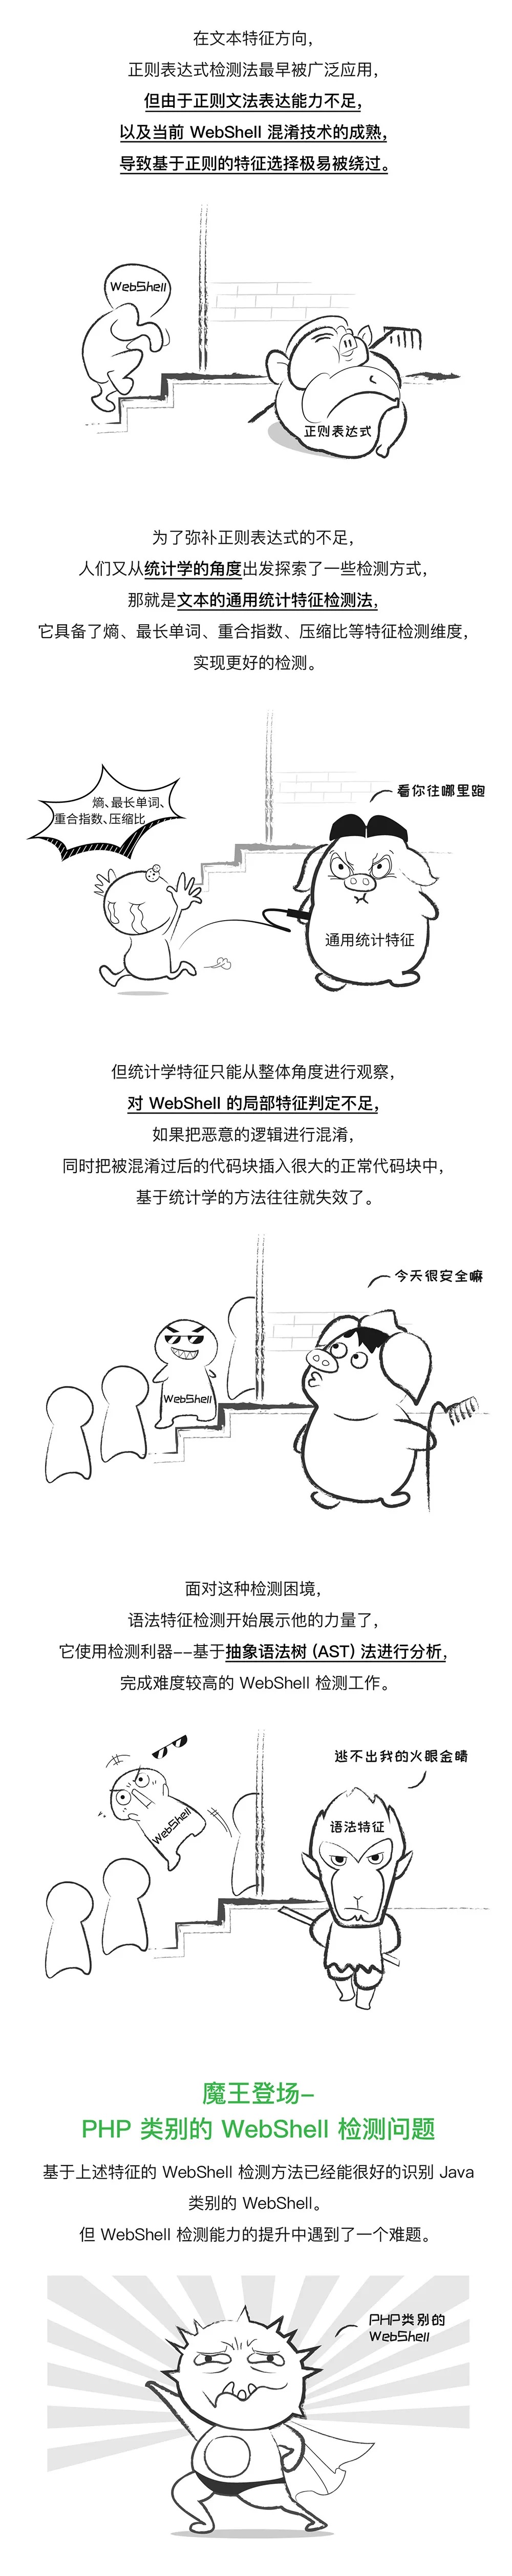 在文本特征方向，
正则表达式检测法最早被广泛应用，
但由于正则文法表达能力不足，
以及当前 WebShell 混淆技术的成熟，
导致基于正则的特征选择极易被绕过。
WebShell
正则表达式
为了弥补正则表达式的不足，
人们又从统计学的角度出发探索了一些检测方式，
那就是文本的通用统计特征检测法，
它具备了熵、最长单词、重合指数、压缩比等特征检测维度，
实现更好的检测。
看你往哪里跑
熵、最长单词、
重合指数、压缩比
通用统计特征
但统计学特征只能从整体角度进行观察，
对 WebShell 的局部特征判定不足，
如果把恶意的逻辑进行混淆，
同时把被混淆过后的代码块插入很大的正常代码块中，
基于统计学的方法往往就失效了。
今天很安全嘛
WebShell
面对这种检测困境，
语法特征检测开始展示他的力量了，
它使用检测利器--基于抽象语法树（AST）法进行分析，
完成难度较高的 WebShell 检测工作。
逃不出我的火眼金睛
WebShell
语法特征
魔王登场-
PHP 类别的 WebShell 检测问题
基于上述特征的 WebShell 检测方法已经能很好的识别 Java
类别的 WebShell。
但 WebShell 检测能力的提升中遇到了一个难题。
PHP类别的
WebShell